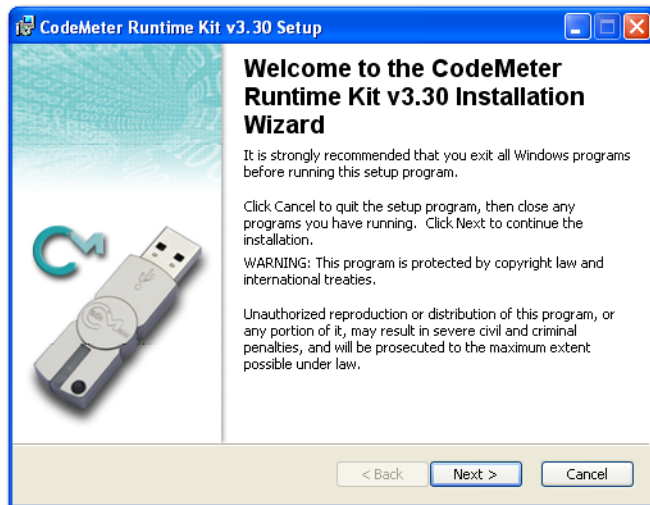 CodeMeter Runtime Kit v3.30 Setup
Welcome to the CodeMeter
Runtime Kit v3.30 Installation
Wizard
It is strongly recommended that you exit all Windows programs
before running this setup program.
Click Cancel to quit the setup program, then close any
programs you have running. Click Next to continue the
installation.
WARNING: This program is protected by copyright law and
international treaties.
Unauthorized reproduction or distribution of this program, or
any portion of it, may result in severe civil and criminal
penalties, and will be prosecuted to the maximum extent
possible under law.
< Back
Next >
Cancel